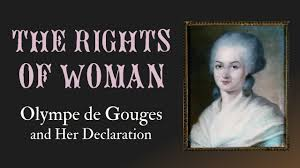 THE RIGHTS
OF WOMAN
Olympe de Gouges
and Her Declaration